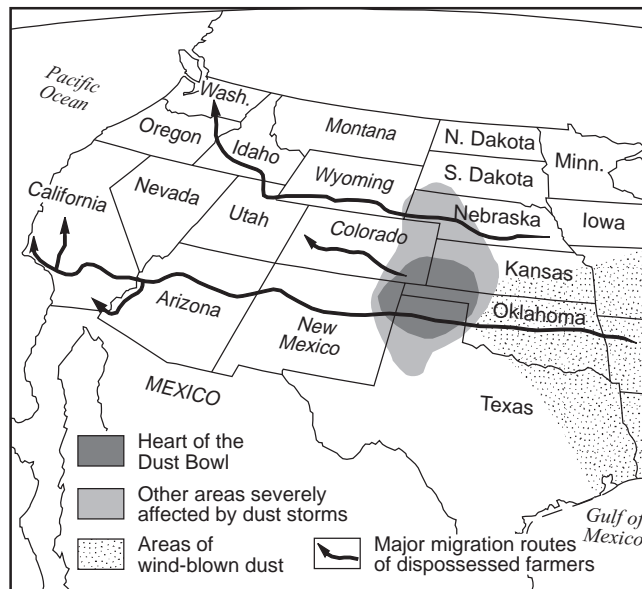 Pacific
Ocean
Wash.
Oregon
Idaho
Montana
N. Dakota
Minn.
S. Dakota
Wyoming
California
Nevada
Utah
Colorado
Nebraska
Iowa
Kansas
Arizona
New
Mexico
Oklahoma
MEXICO
Texas
Heart of the
Dust Bowl
Other areas severely
affected by dust storms
Areas of
wind-blown dust
Major migration routes
of dispossessed farmers
Gulf of
Mexico